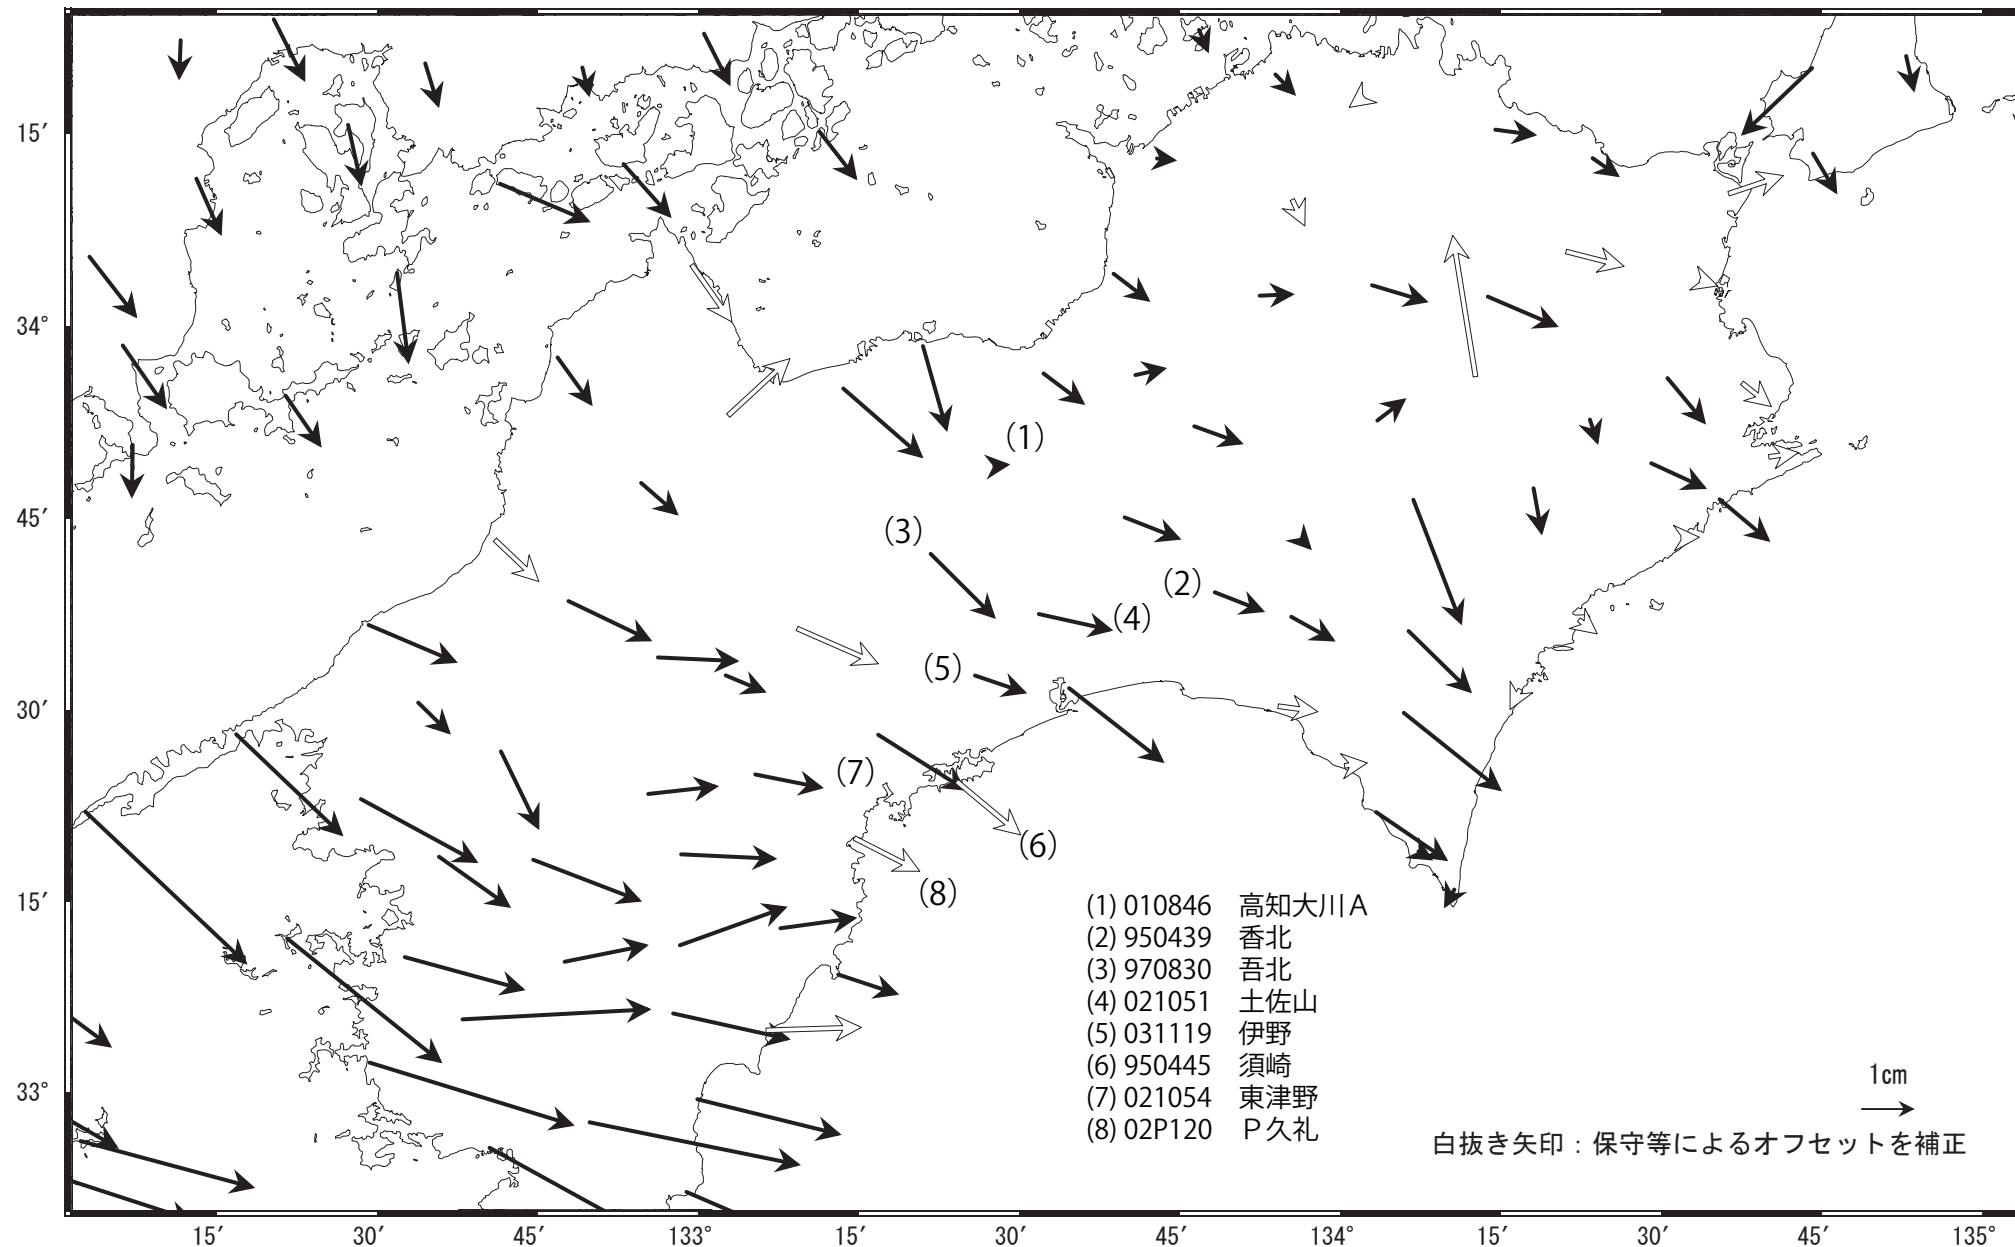 15′
34°
45′
30′
15′
33°
(1)
(3)
(2)
(4)
(5)
(7)
(6)
(8)
(1) 010846 高知大川Ａ
(2) 950439 香北
(3) 970830 吾北
(4) 021051 土佐山
(5) 031119 伊野
(6) 950445 須崎
(7) 021054 東津野
(8) 02P120 Ｐ久礼
1cm
白抜き矢印：保守等によるオフセットを補正
15′ 30′ 45′ 133° 15′ 30′ 45′ 134° 15′ 30′ 45′ 135°